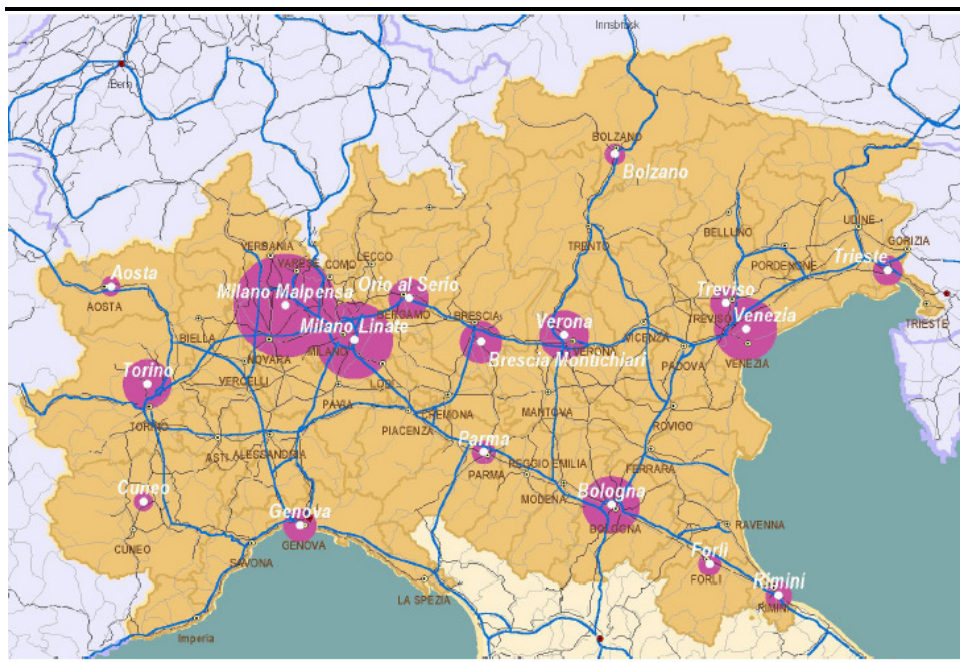 Innsbruck
Bern
BOLZANO
Bolzano
UDINE
BELLUNO
TRENTO
GORIZIA
VERBANIA
LECCO
VARESE
COMO
PORDENONE
Trieste
Aosta
Orio al Serio
Milano Malpensa
Treviso
AOSTA
BERGAMO
BRESCIA
Verona
Venezia
TREVISO
TRIESTE
Milano Linate
BIELLA
VICENZA
MILANO
VERONA
Brescia Montichiari
NOVARA
VENEZIA
PADOVA
Torino
VERCELLI
LODI
PAVIA
CREMONA
MANTOVA
TORINO
PIACENZA
ROVIGO
Parma
ASTI
ALESSANDRIA
REGGIO EMILIA
FERRARA
PARMA
Cuneo
MODENA
Bologna
Genova
BOLOGNA
RAVENNA
CUNEO
GENOVA
SAVONA
Forlì
FORLI
Rimini
LA SPEZIA
RIMINI
Imperia